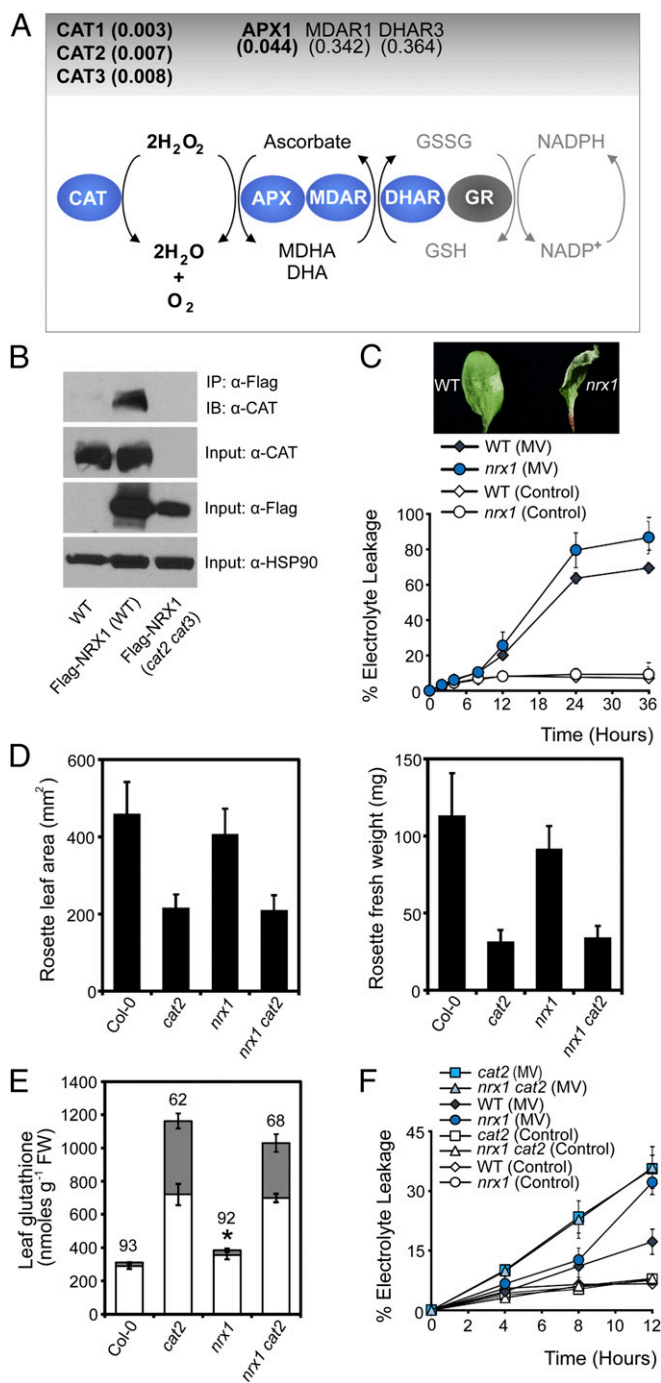 A
CAT1 (0.003) APX1 MDAR1 DHAR3
CAT2 (0.007) (0.044) (0.342) (0.364)
CAT3 (0.008)
2H₂O₂ Ascorbate GSSG NADPH
CAT APX MDAR DHAR GR
2H₂O MDHA GSH NADP⁺
+ DHA
O₂
B
IP: α-Flag
IB: α-CAT
Input: α-CAT
Input: α-Flag
Input: α-HSP90
WT
Flag-NRX1 (WT)
Flag-NRX1
(cat2 cat3)
C
WT nrx1
WT (MV)
nrx1 (MV)
WT (Control)
nrx1 (Control)
% Electrolyte Leakage
100
80
60
40
20
0
0 6 12 18 24 30 36
Time (Hours)
D
Rosette leaf area (mm²)
600
400
200
0
Col-0 cat2 nrx1 nrx1 cat2
Rosette fresh weight (mg)
150
100
50
0
Col-0 cat2 nrx1 nrx1 cat2
E
Leaf glutathione
(nmoles g⁻¹ FW)
1400
1200
1000
800
600
400
200
0
93 62 92 68
*
Col-0 cat2 nrx1 nrx1 cat2
F
cat2 (MV)
nrx1 cat2 (MV)
WT (MV)
nrx1 (MV)
cat2 (Control)
nrx1 cat2 (Control)
WT (Control)
nrx1 (Control)
% Electrolyte Leakage
45
30
15
0
0 4 8 12
Time (Hours)